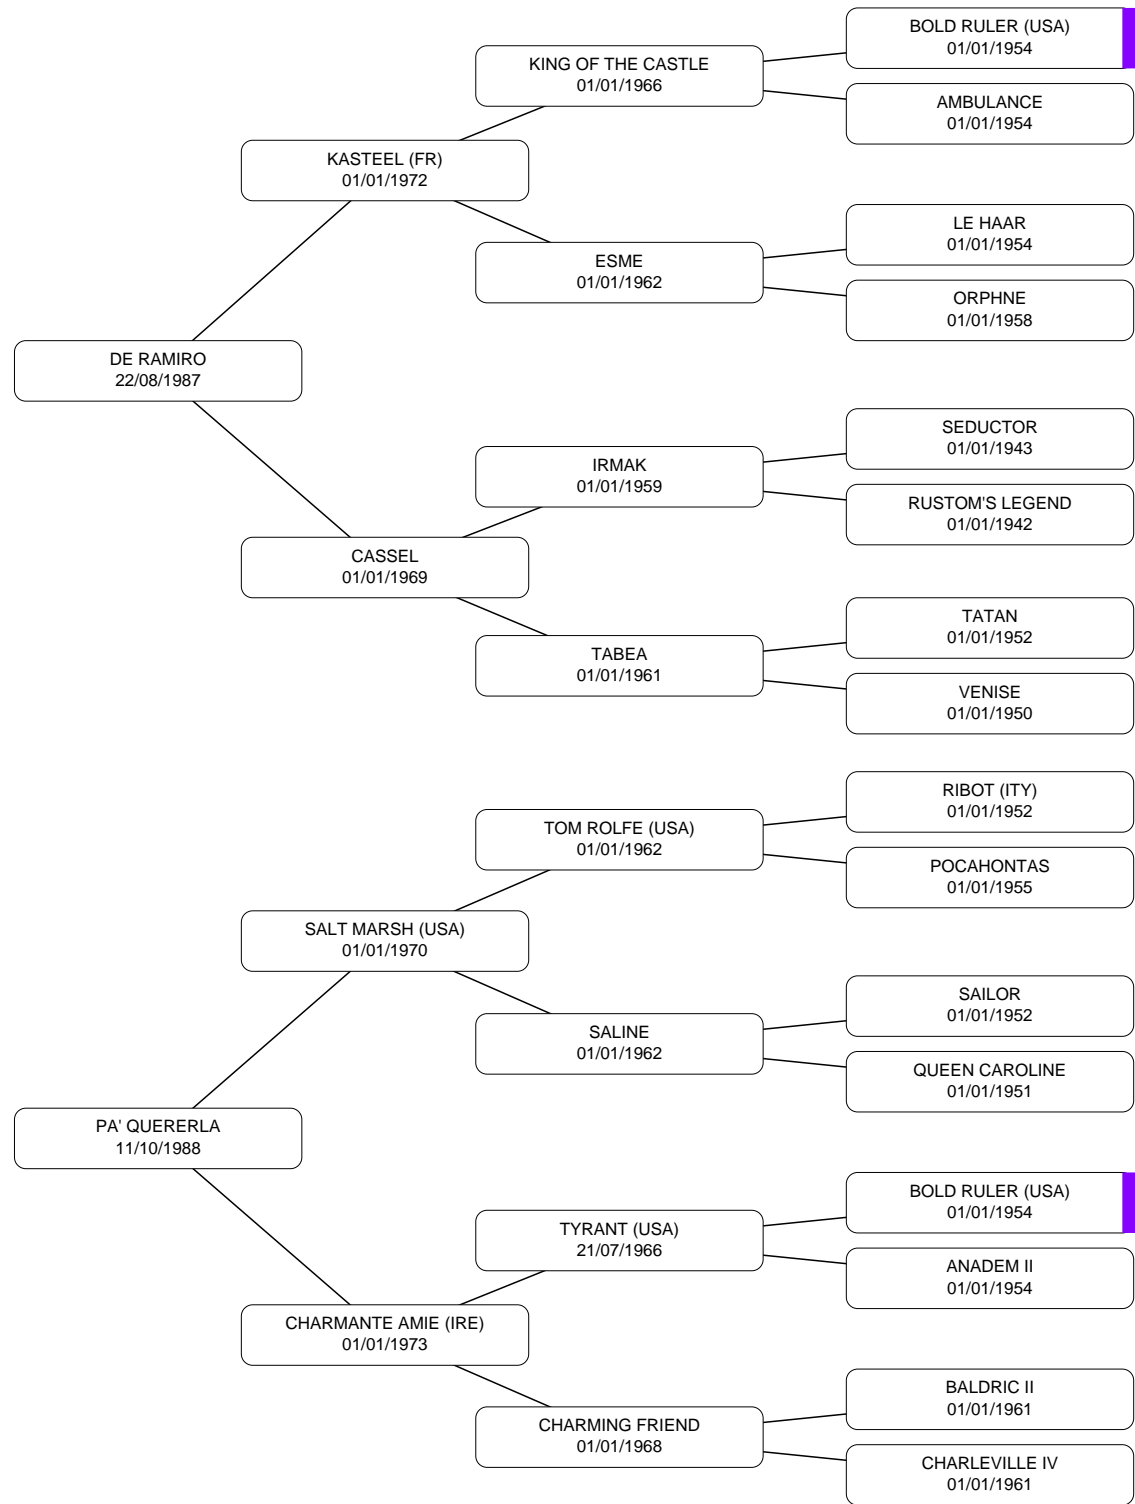 BOLD RULER (USA)
01/01/1954
KING OF THE CASTLE
01/01/1966
AMBULANCE
01/01/1954
KASTEEL (FR)
01/01/1972
LE HAAR
01/01/1954
ESME
01/01/1962
ORPHNE
01/01/1958
DE RAMIRO
22/08/1987
SEDUCTOR
01/01/1943
IRMAK
01/01/1959
RUSTOM'S LEGEND
01/01/1942
CASSEL
01/01/1969
TATAN
01/01/1952
TABEA
01/01/1961
VENISE
01/01/1950
RIBOT (ITY)
01/01/1952
TOM ROLFE (USA)
01/01/1962
POCAHONTAS
01/01/1955
SALT MARSH (USA)
01/01/1970
SAILOR
01/01/1952
SALINE
01/01/1962
QUEEN CAROLINE
01/01/1951
PA' QUERERLA
11/10/1988
BOLD RULER (USA)
01/01/1954
TYRANT (USA)
21/07/1966
ANADEM II
01/01/1954
CHARMANTE AMIE (IRE)
01/01/1973
BALDRIC II
01/01/1961
CHARMING FRIEND
01/01/1968
CHARLEVILLE IV
01/01/1961